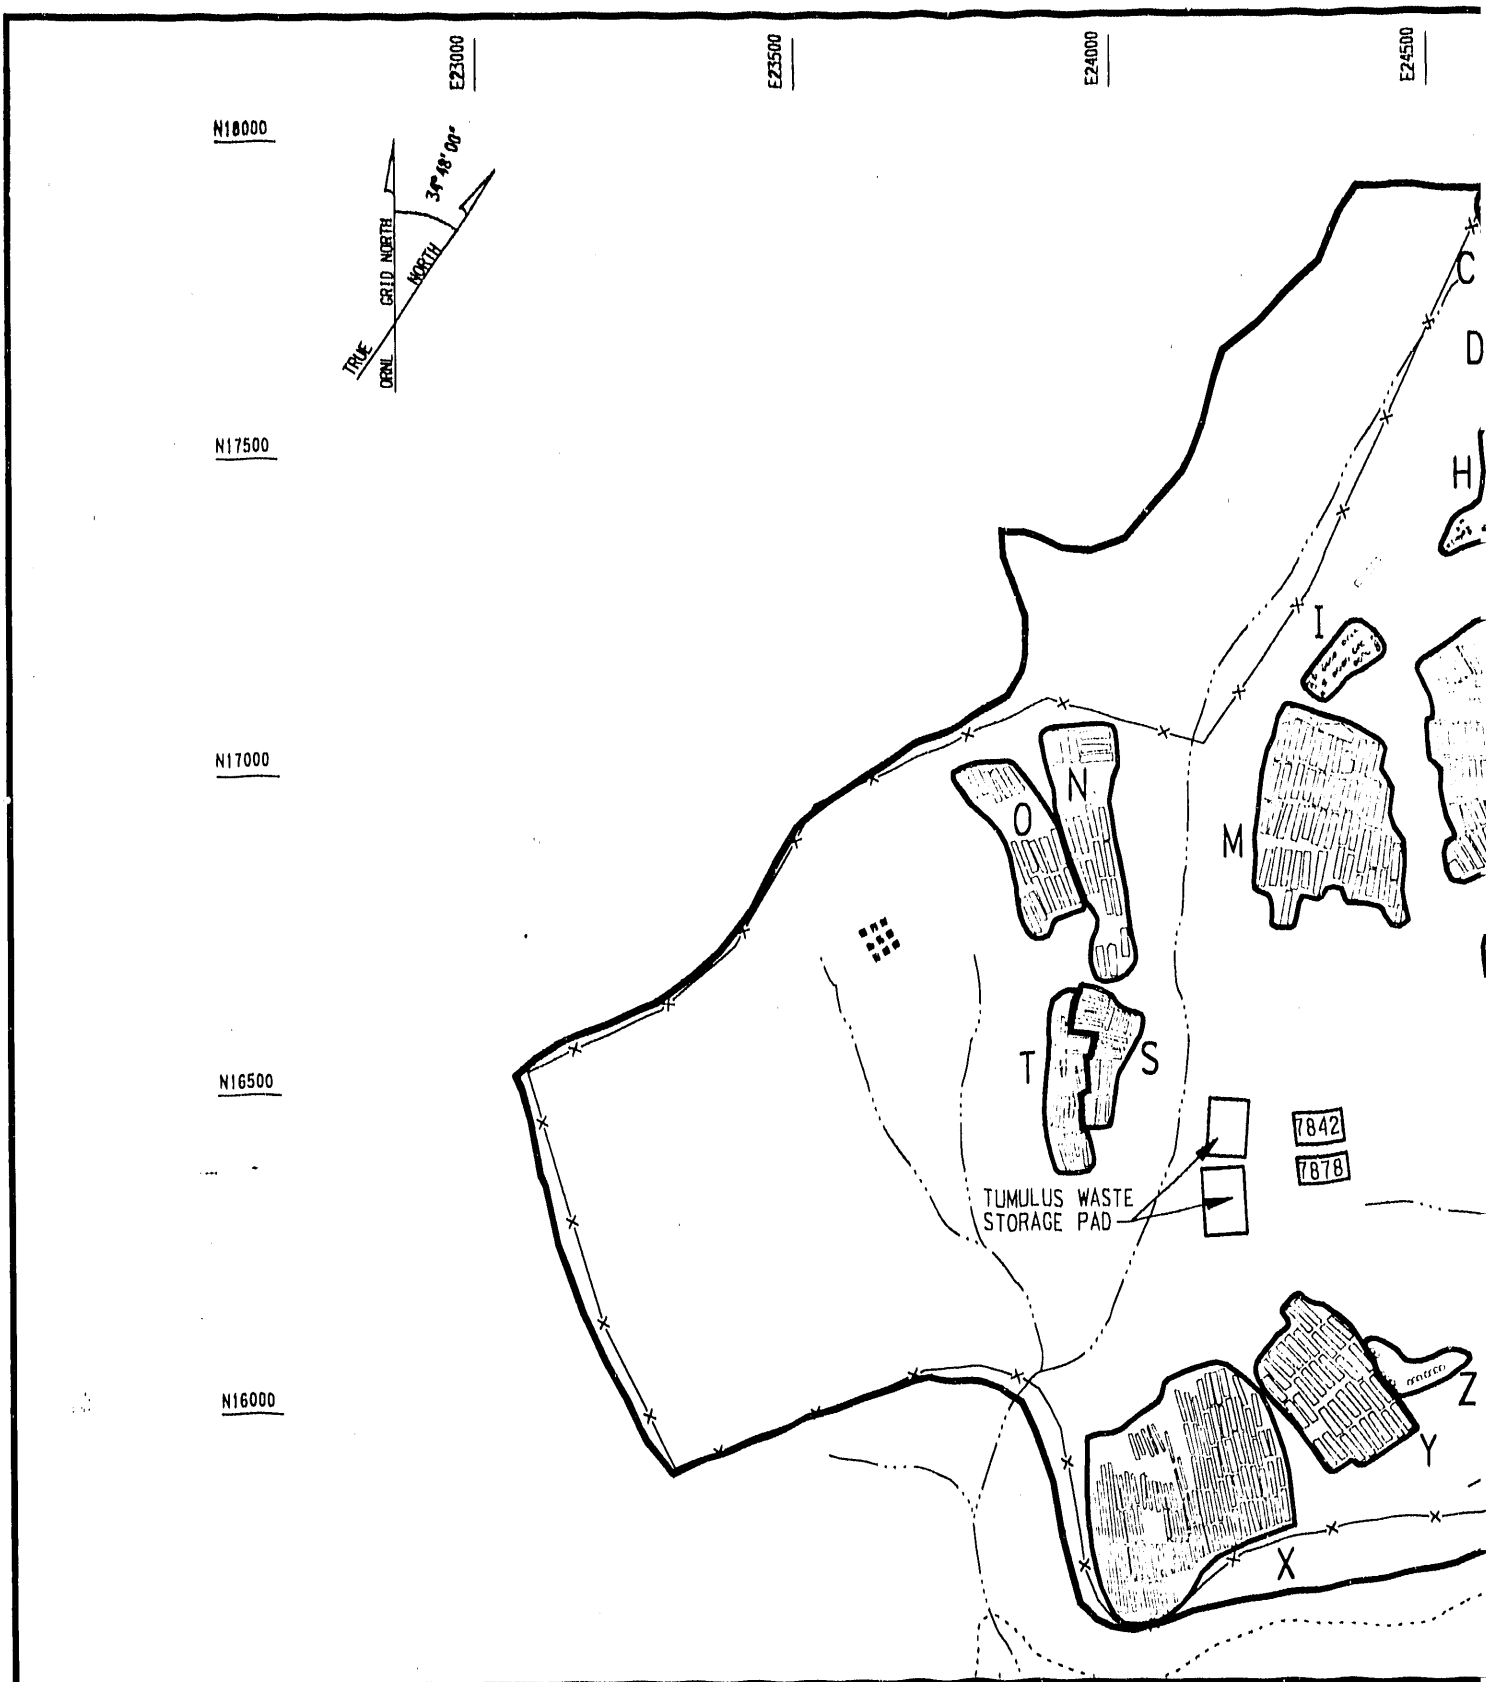 E23000
E23500
E24000
E24500
N18000
34° 48' 00"
ORNL GRID NORTH
TRUE NORTH
C
D
N17500
H
I
N17000
N
O
M
T
S
N16500
7842
7878
TUMULUS WASTE
STORAGE PAD
N16000
Z
Y
X